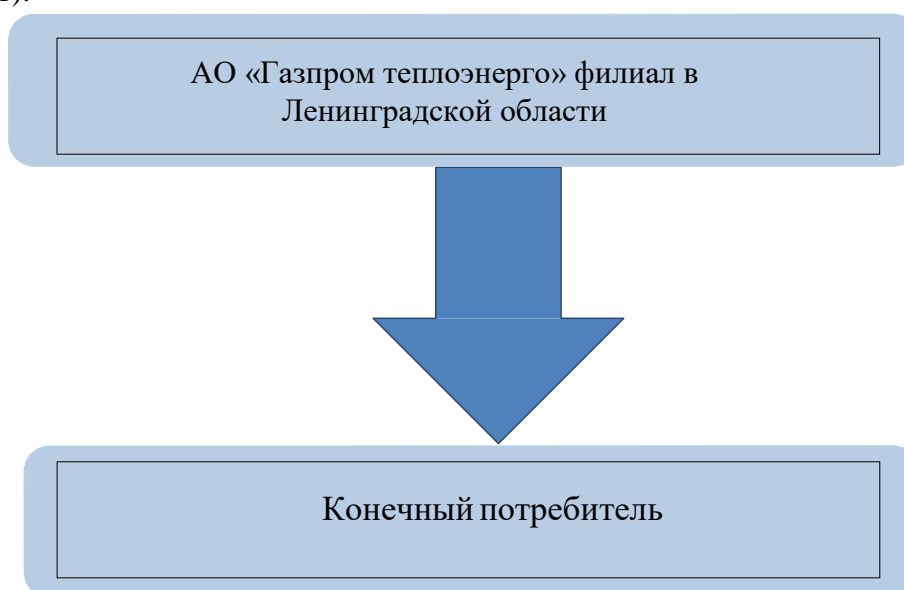 АО «Газпром теплоэнерго» филиал в
Ленинградской области
Конечный потребитель